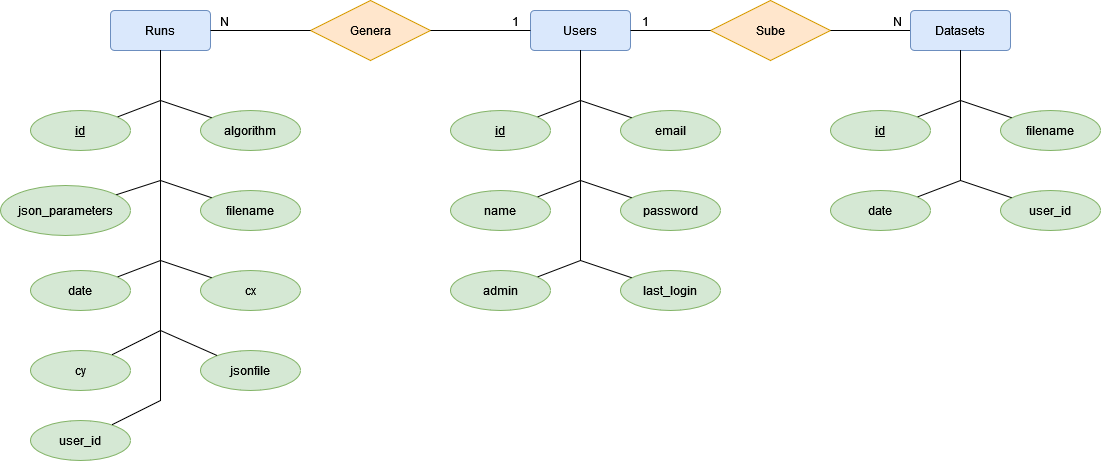 Runs
N
Genera
1
Users
1
Sube
N
Datasets
id
algorithm
id
email
id
filename
json_parameters
filename
name
password
date
user_id
date
cx
admin
last_login
cy
jsonfile
user_id